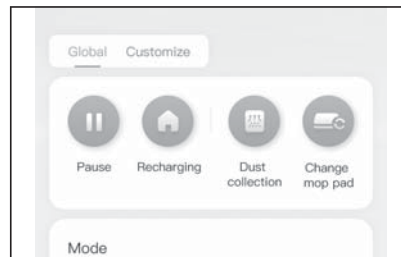 Global Customize
Pause Recharging Dust collection Change mop pad
Mode